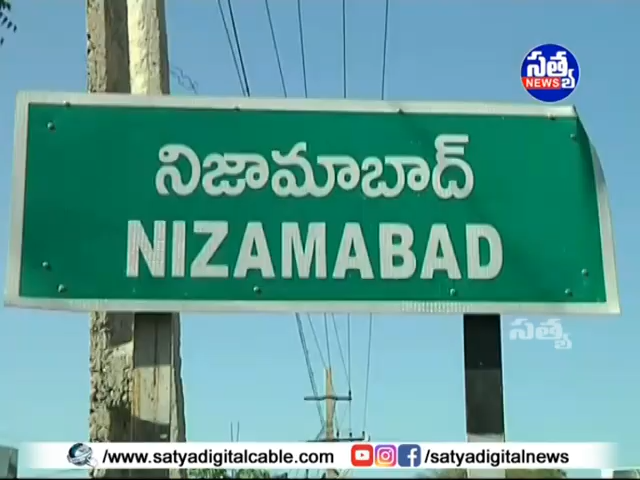 సత్య
NEWS
నిజామాబాద్
NIZAMABAD
సత్య
/www.satyadigitalcable.com/
/satyadigitalnews